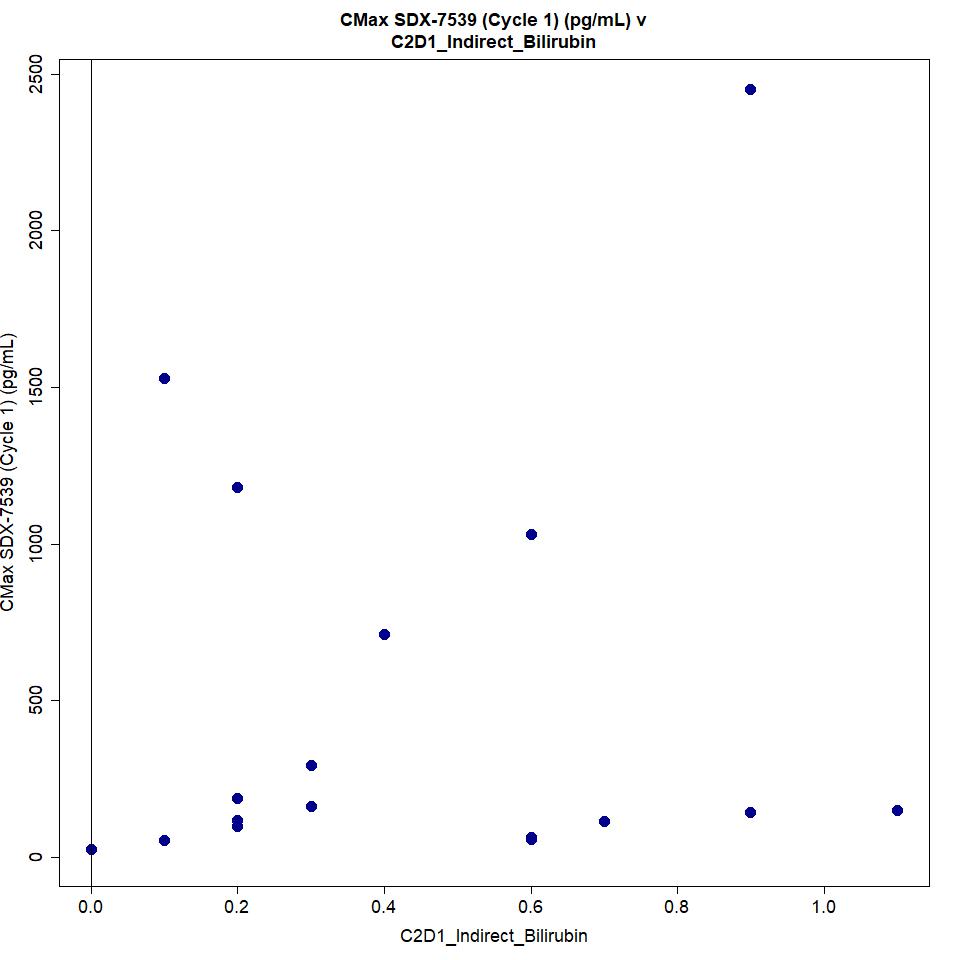 CMax SDX-7539 (Cycle 1) (pg/mL) v
C2D1_Indirect_Bilirubin
2500
2000
1500
1000
500
0
CMax SDX-7539 (Cycle 1) (pg/mL)
0.0 0.2 0.4 0.6 0.8 1.0
C2D1_Indirect_Bilirubin